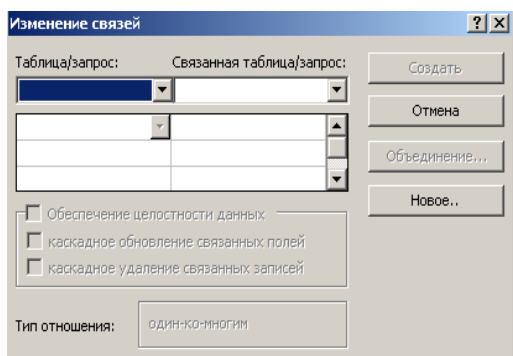 Изменение связей
Таблица/запрос: Связанная таблица/запрос:
Создать
Отмена
Объединение...
Новое..
Обеспечение целостности данных
каскадное обновление связанных полей
каскадное удаление связанных записей
Тип отношения: один-ко-многим